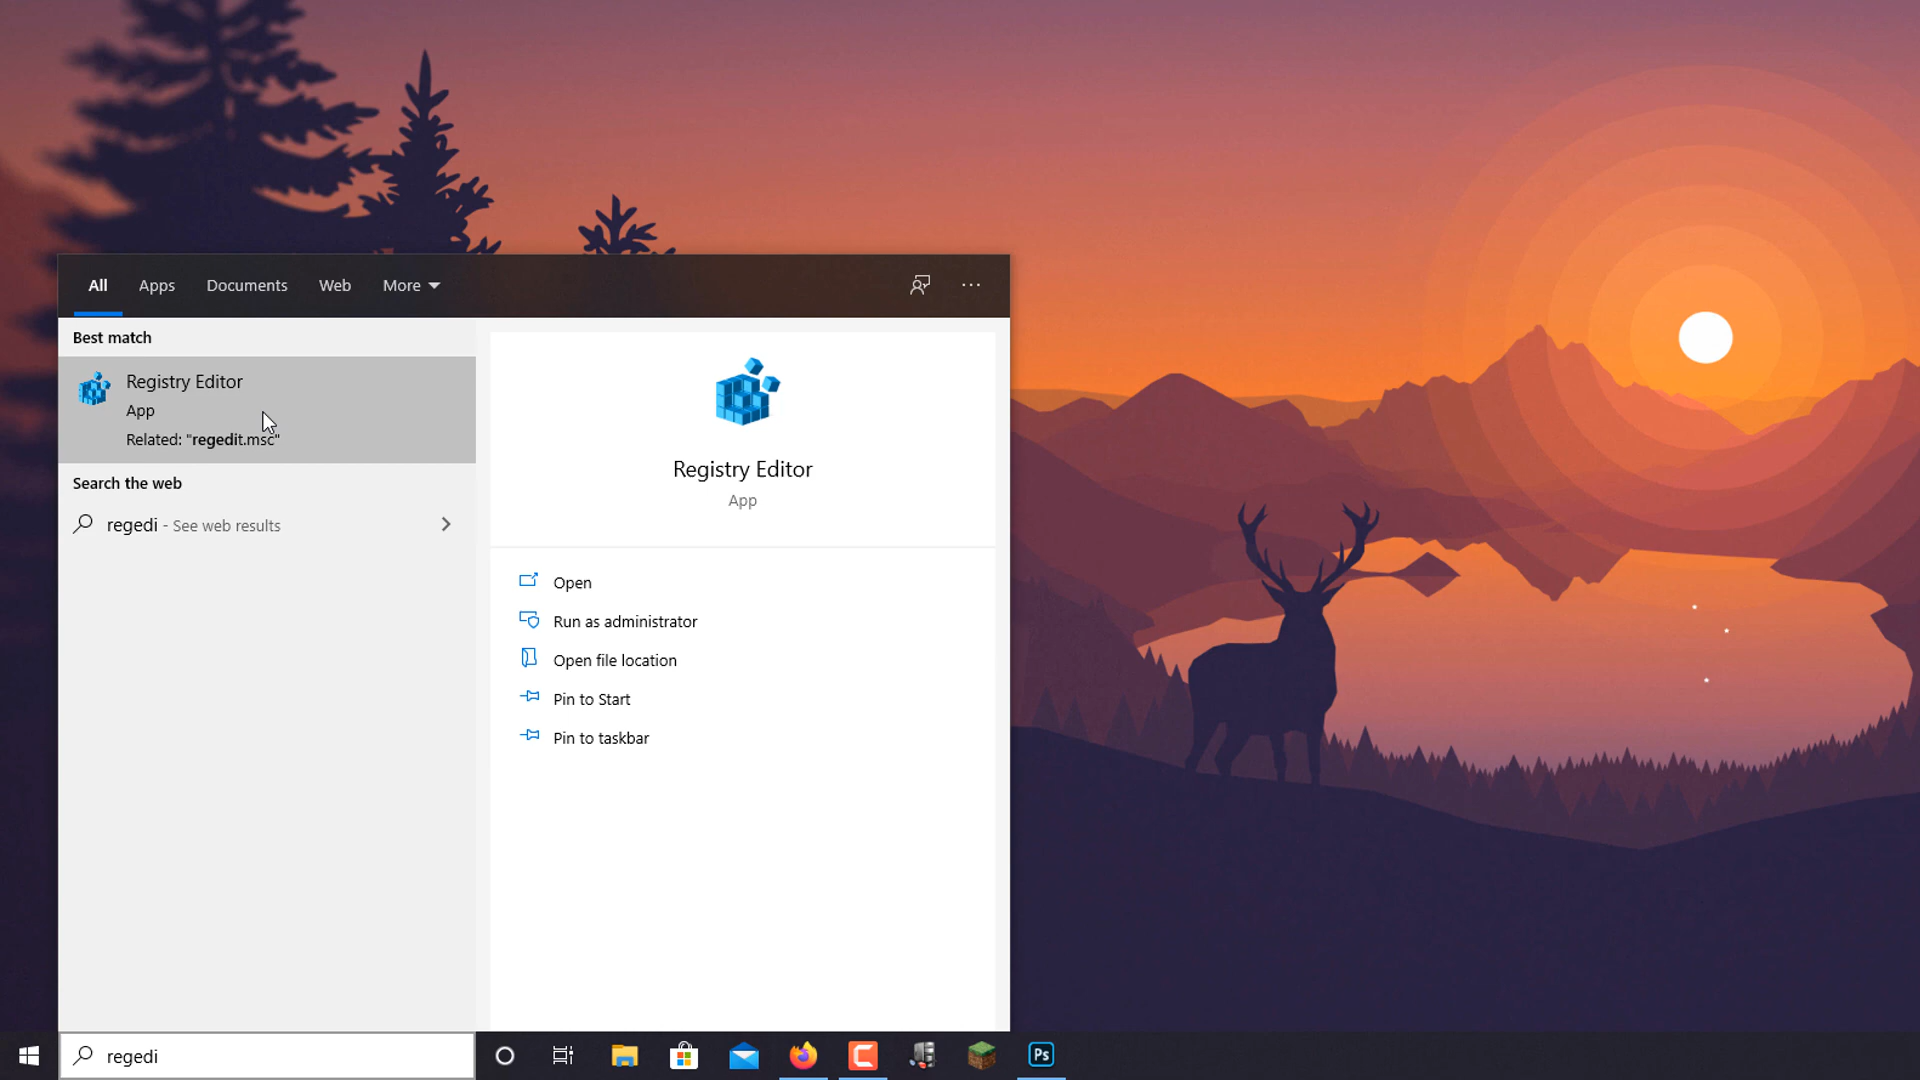 All
Apps
Documents
Web
More
Best match
Registry Editor
App
Related: "regedit.msc"
Search the web
regedi - See web results
Registry Editor
App
Open
Run as administrator
Open file location
Pin to Start
Pin to taskbar
regedi
Ps